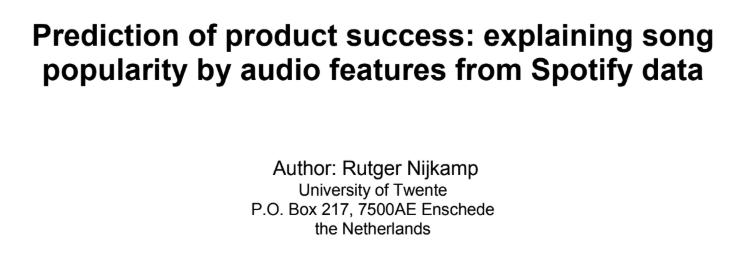 Prediction of product success: explaining song
popularity by audio features from Spotify data
Author: Rutger Nijkamp
University of Twente
P.O. Box 217, 7500AE Enschede
the Netherlands